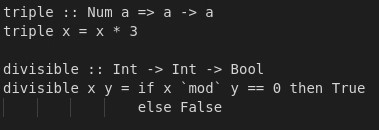 triple :: Num a => a -> a
triple x = x * 3

divisible :: Int -> Int -> Bool
divisible x y = if x `mod` y == 0 then True
                else False